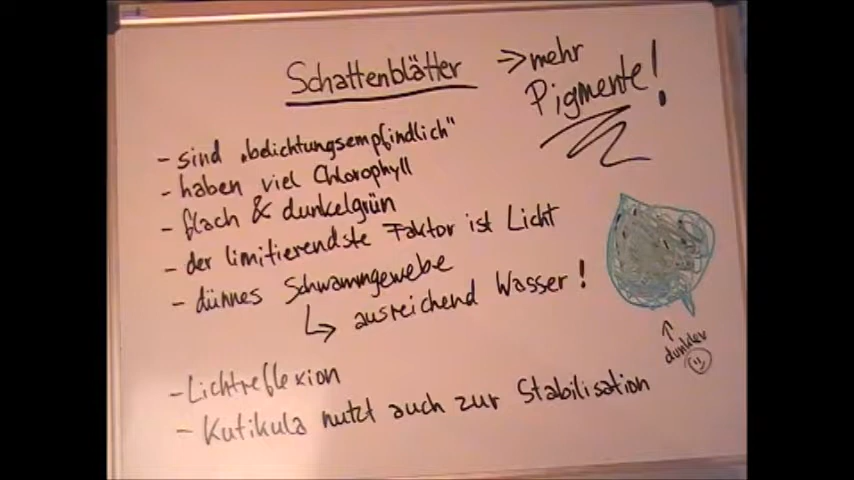 Schattenblätter
→ mehr
Pigmente!
- sind „belichtungsempfindlich"
- haben viel Chlorophyll
- flach & dunkelgrün
- der limitierendste Faktor ist Licht
- dünnes Schwammgewebe
↳ ausreichend Wasser!
dunkler
- Lichtreflexion
- Kutikula nutzt auch zur Stabilisation